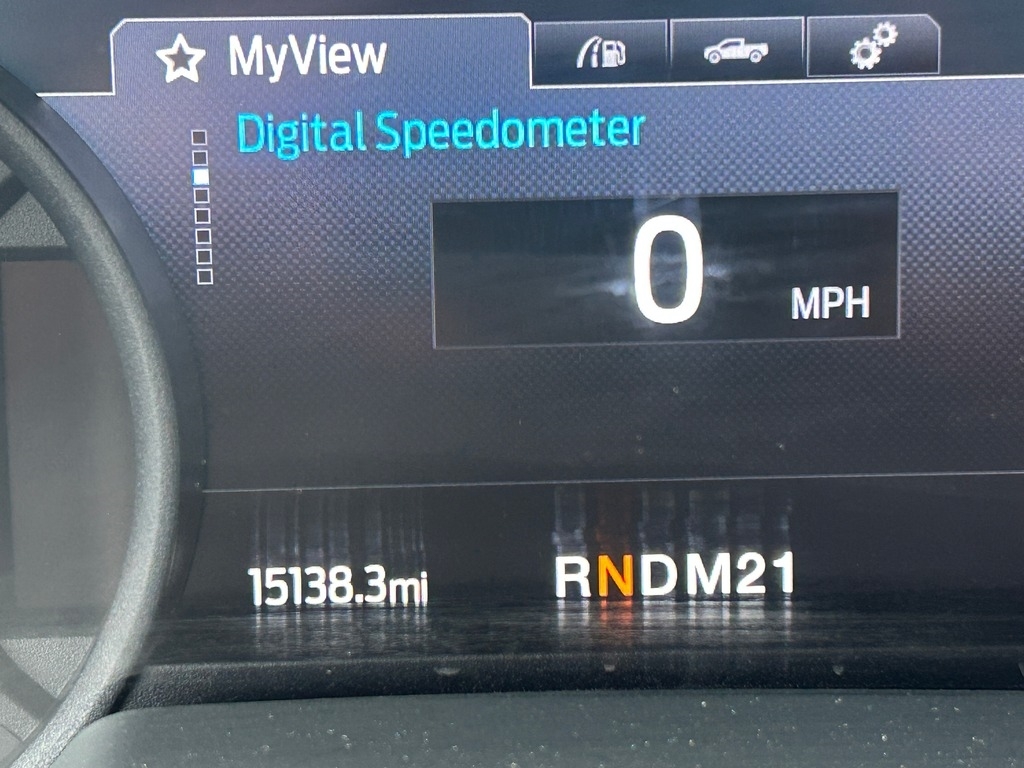 MyView
Digital Speedometer
0 MPH
15138.3mi RNDM21